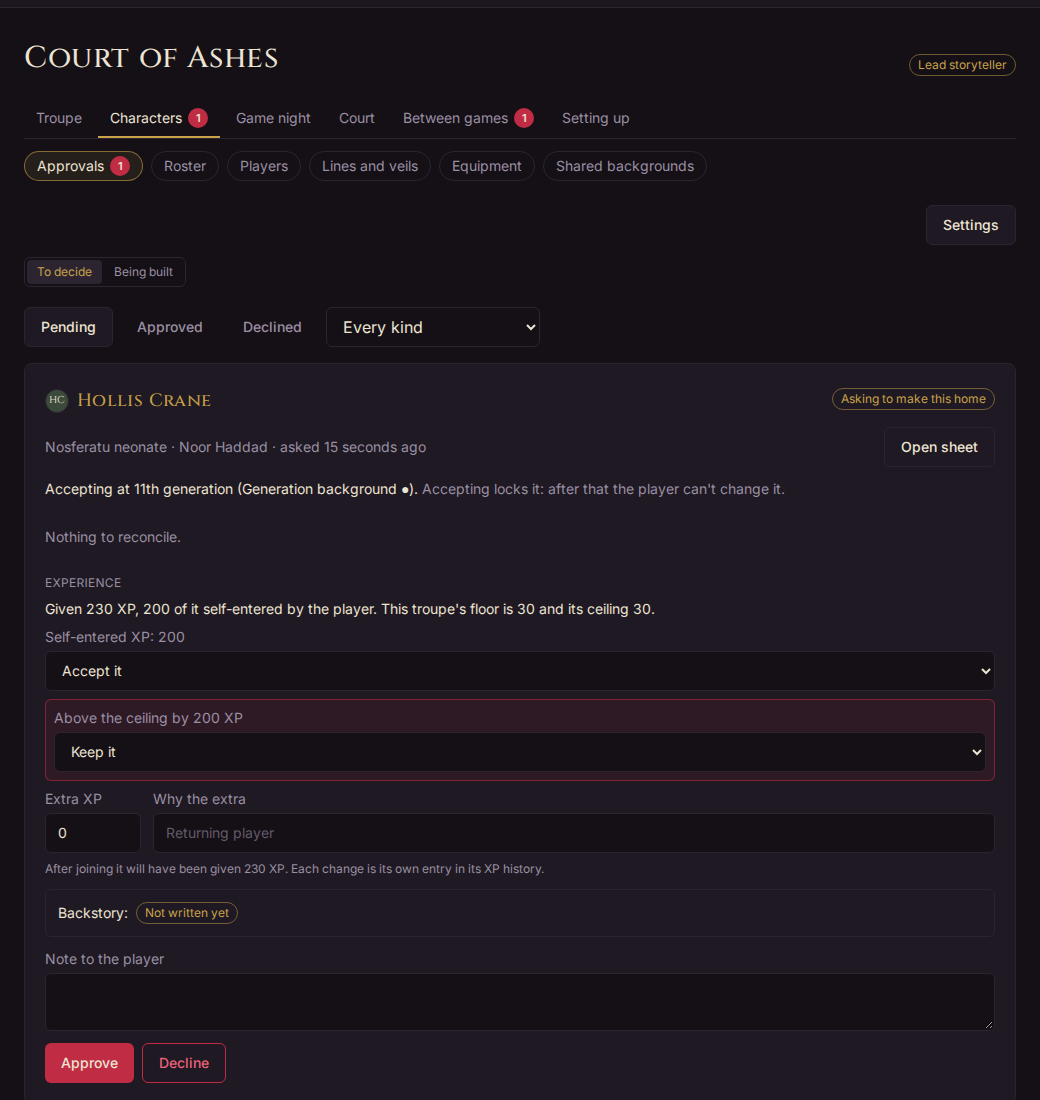 Court of Ashes
Lead storyteller
Troupe Characters 1 Game night Court Between games 1 Setting up
Approvals 1 Roster Players Lines and veils Equipment Shared backgrounds
Settings
To decide Being built
Pending Approved Declined Every kind
HC Hollis Crane Asking to make this home
Nosferatu neonate · Noor Haddad · asked 15 seconds ago Open sheet
Accepting at 11th generation (Generation background ●). Accepting locks it: after that the player can't change it.
Nothing to reconcile.
EXPERIENCE
Given 230 XP, 200 of it self-entered by the player. This troupe's floor is 30 and its ceiling 30.
Self-entered XP: 200
Accept it
Above the ceiling by 200 XP
Keep it
Extra XP Why the extra
0 Returning player
After joining it will have been given 230 XP. Each change is its own entry in its XP history.
Backstory: Not written yet
Note to the player
Approve Decline